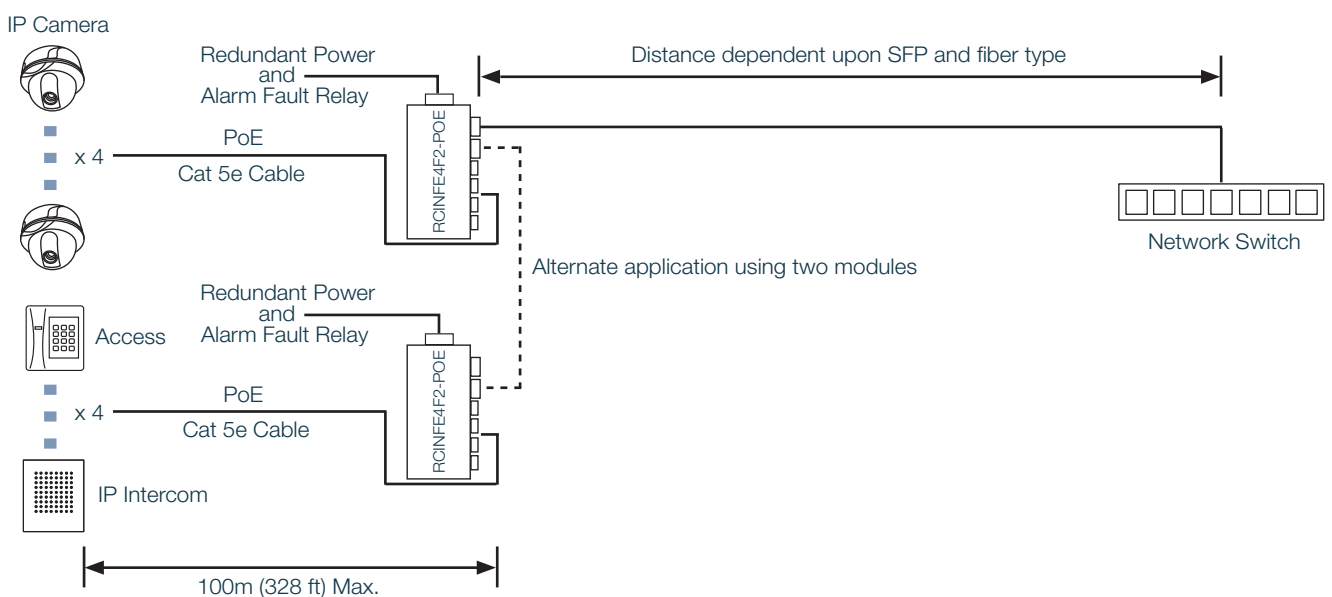 IP Camera
Redundant Power
and
Alarm Fault Relay
Distance dependent upon SFP and fiber type
RCINFE4F2-POE
PoE
x 4
Cat 5e Cable
Network Switch
Alternate application using two modules
Redundant Power
and
Alarm Fault Relay
Access
RCINFE4F2-POE
PoE
x 4
Cat 5e Cable
IP Intercom
100m (328 ft) Max.